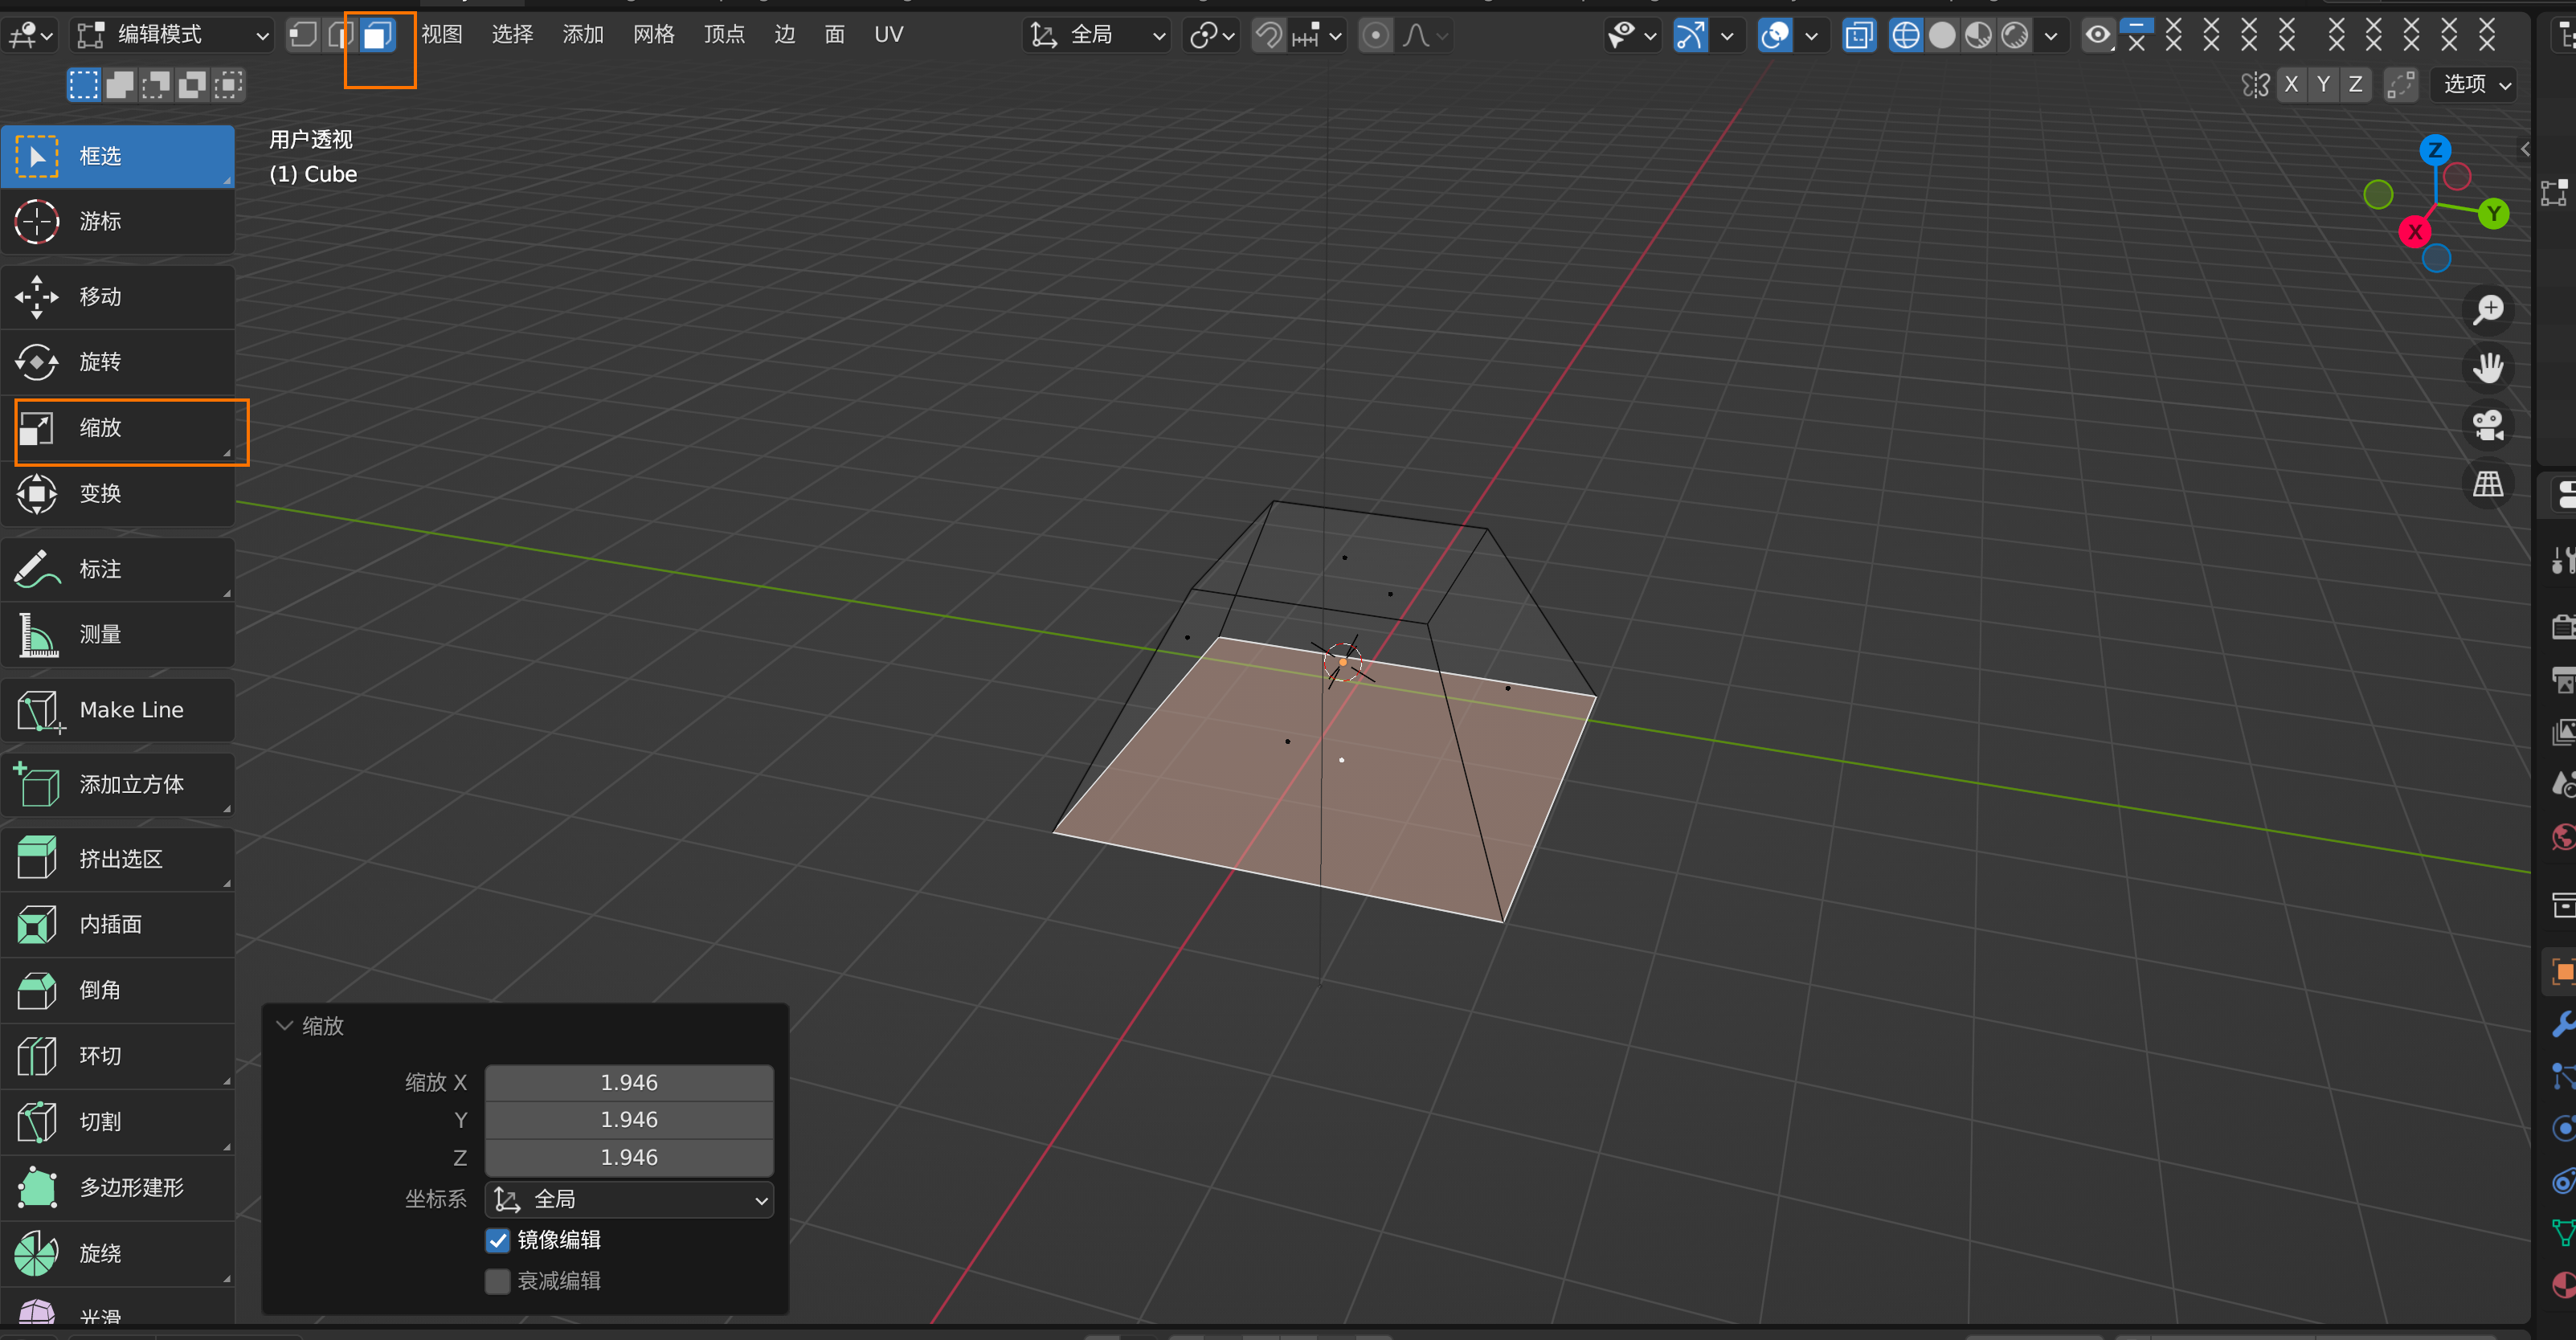 编辑模式
视图 选择 添加 网格 顶点 边 面 UV
全局
X Y Z 选项
框选
用户透视
(1) Cube
游标
移动
旋转
缩放
变换
标注
测量
Make Line
添加立方体
挤出选区
内插面
倒角
环切
切割
多边形建形
旋绕
光滑
Z
Y
X
缩放
缩放 X 1.946
Y 1.946
Z 1.946
坐标系 全局
镜像编辑
衰减编辑